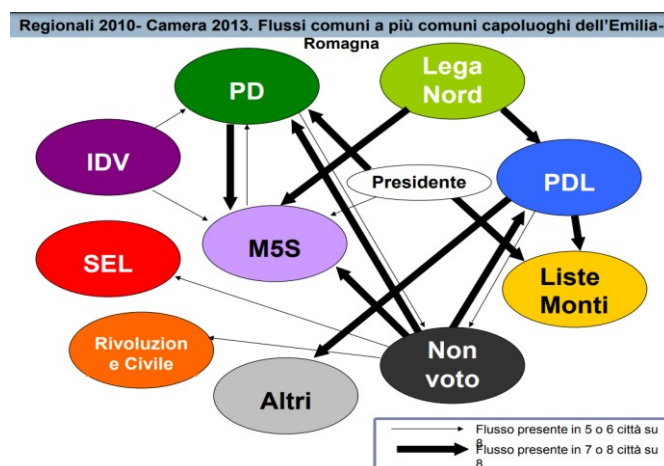 Regionali 2010- Camera 2013. Flussi comuni a più comuni capoluoghi dell'Emilia-
Romagna
PD
Lega
Nord
IDV
Presidente
PDL
M5S
SEL
Liste
Monti
Rivoluzion
e Civile
Non
voto
Altri
Flusso presente in 5 o 6 città su
8
Flusso presente in 7 o 8 città su
8